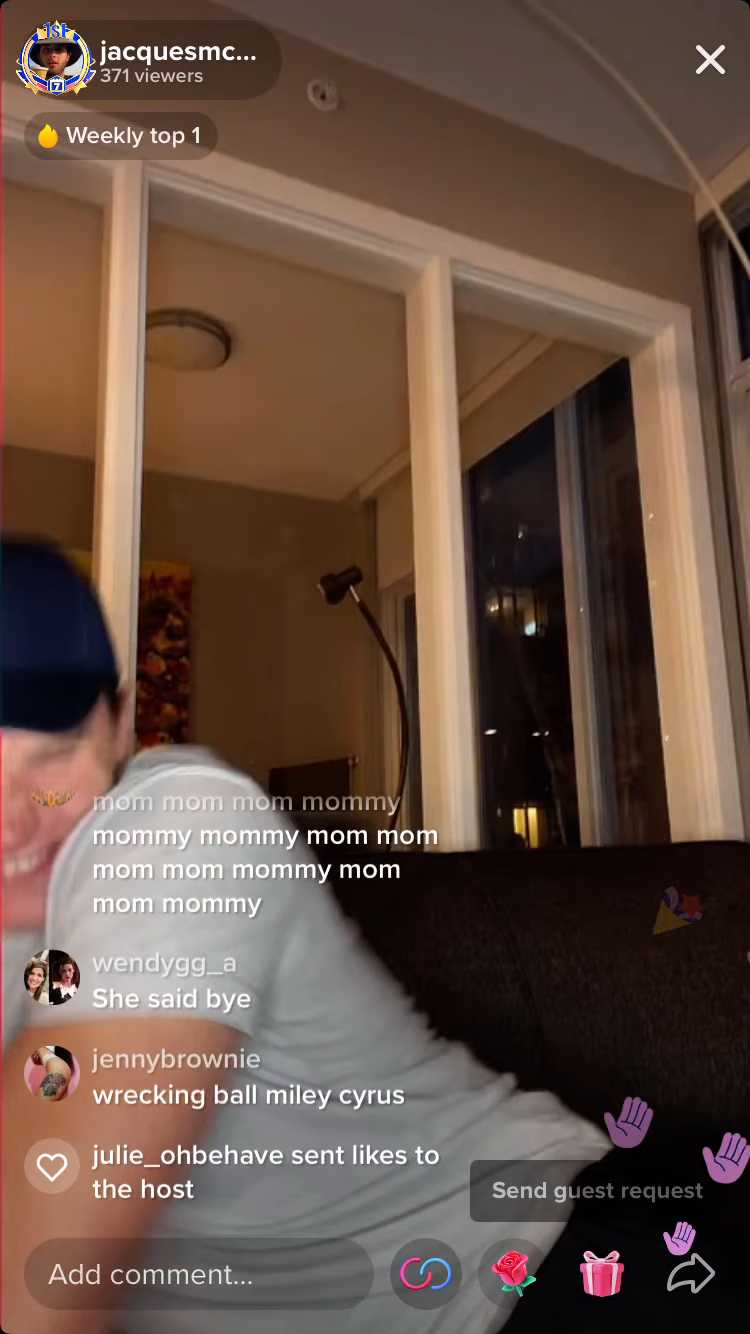 1st
jacquesmc...
371 viewers
7
Weekly top 1
mom mom mom mommy
mommy mommy mom mom
mom mom mommy mom
mom mommy
wendygg_a
She said bye
jennybrownie
wrecking ball miley cyrus
julie_ohbehave sent likes to
the host
Send guest request
Add comment...